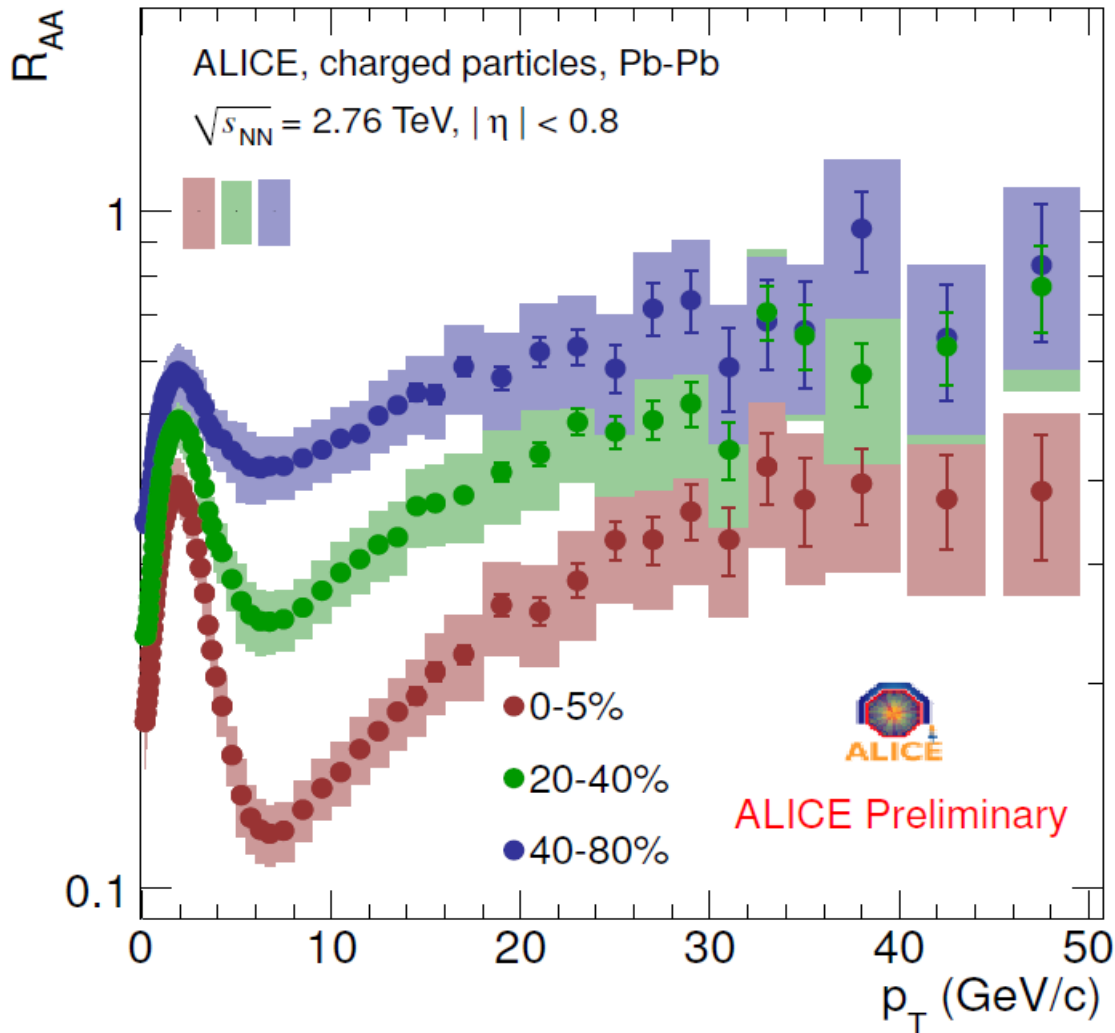 R_AA
ALICE, charged particles, Pb-Pb
√s_NN = 2.76 TeV, | η | < 0.8
1
0-5%
20-40%
40-80%
ALICE
ALICE Preliminary
0.1
0 10 20 30 40 50
p_T (GeV/c)